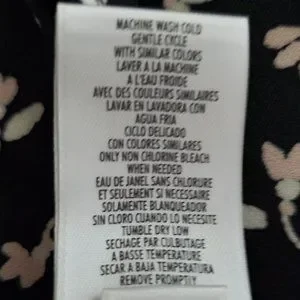 MACHINE WASH COLD
GENTLE CYCLE
WITH SIMILAR COLORS
LAVER A LA MACHINE
A L'EAU FROIDE
AVEC DES COULEURS SIMILAIRES
LAVAR EN LAVADORA CON
AGUA FRIA
CICLO DELICADO
CON COLORES SIMILARES
ONLY NON CHLORINE BLEACH
WHEN NEEDED
EAU DE JANEL SANS CHLORURE
ET SEULEMENT SI NECESSAIRE
SOLAMENTE BLANQUEADOR
SIN CLORO CUANDO LO NECESITE
TUMBLE DRY LOW
SECHAGE PAR CULBUTAGE
A BASSE TEMPERATURA
SECAR A BAJA TEMPERATURA
REMOVE PROMPTLY